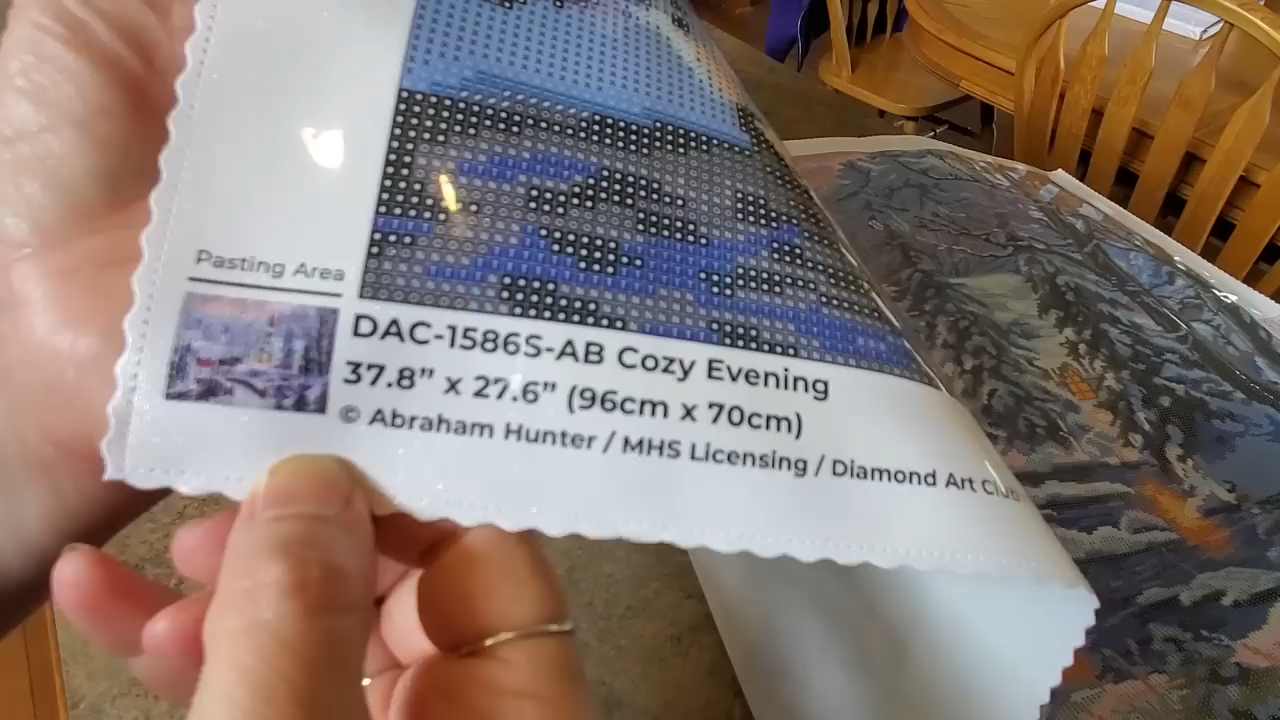 Pasting Area
DAC-1586S-AB Cozy Evening
37.8” x 27.6” (96cm x 70cm)
© Abraham Hunter / MHS Licensing / Diamond Art Club